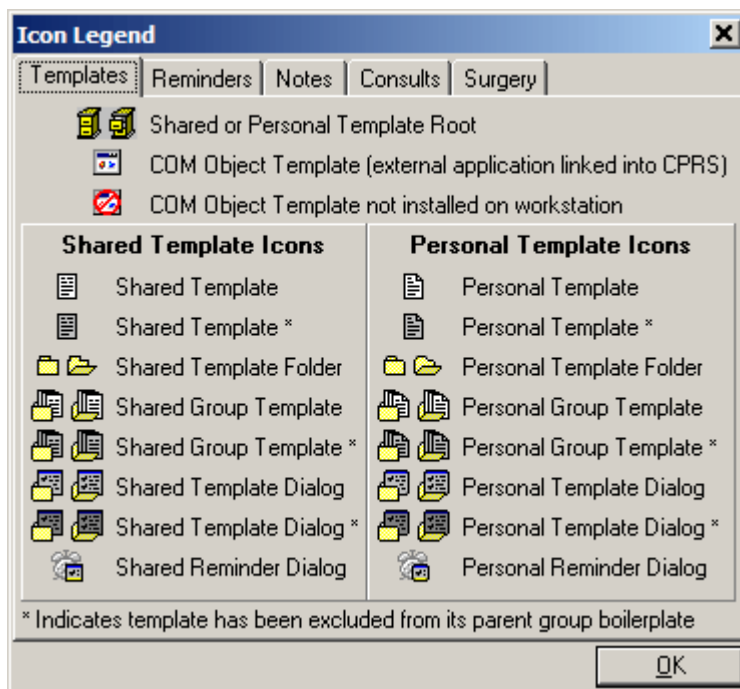 Icon Legend
Templates Reminders Notes Consults Surgery
Shared or Personal Template Root
COM Object Template (external application linked into CPRS)
COM Object Template not installed on workstation
Shared Template Icons
Shared Template
Shared Template *
Shared Template Folder
Shared Group Template
Shared Group Template *
Shared Template Dialog
Shared Template Dialog *
Shared Reminder Dialog
Personal Template Icons
Personal Template
Personal Template *
Personal Template Folder
Personal Group Template
Personal Group Template *
Personal Template Dialog
Personal Template Dialog *
Personal Reminder Dialog
* Indicates template has been excluded from its parent group boilerplate
OK